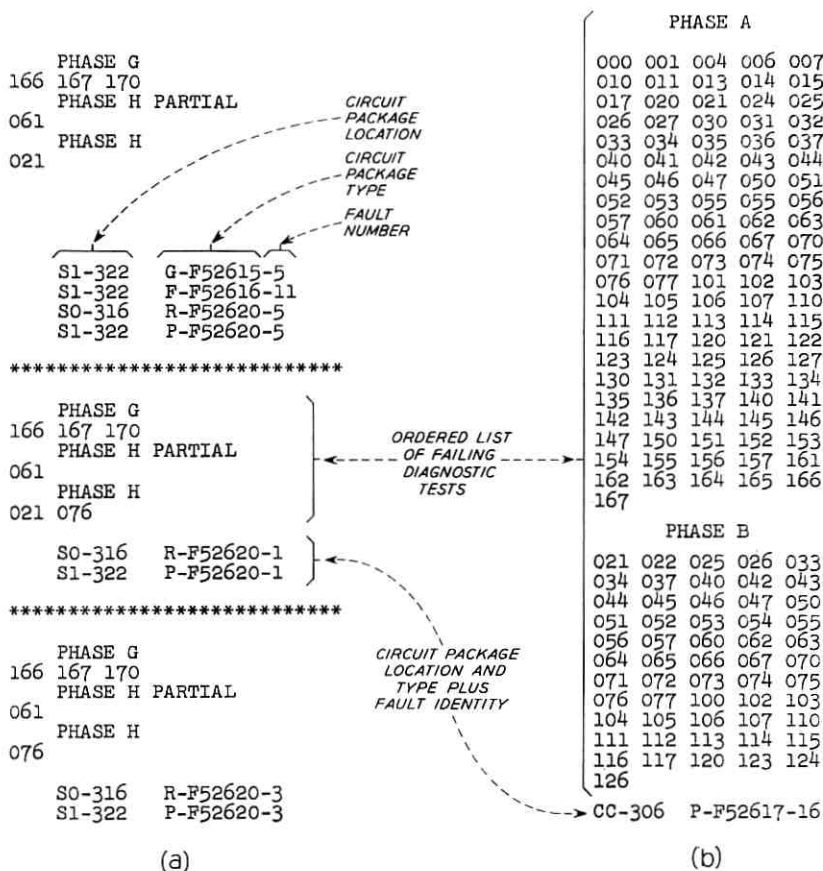 PHASE G
166 167 170
PHASE H PARTIAL
061
PHASE H
021
CIRCUIT
PACKAGE
LOCATION
CIRCUIT
PACKAGE
TYPE
FAULT
NUMBER
S1-322 G-F52615-5
S1-322 F-F52616-11
S0-316 R-F52620-5
S1-322 P-F52620-5
****************************
PHASE G
166 167 170
PHASE H PARTIAL
061
PHASE H
021 076
ORDERED LIST
OF FAILING
DIAGNOSTIC
TESTS
S0-316 R-F52620-1
S1-322 P-F52620-1
****************************
PHASE G
166 167 170
PHASE H PARTIAL
061
PHASE H
076
CIRCUIT PACKAGE
LOCATION AND
TYPE PLUS
FAULT IDENTITY
S0-316 R-F52620-3
S1-322 P-F52620-3
(a)
PHASE A
000 001 004 006 007
010 011 013 014 015
017 020 021 024 025
026 027 030 031 032
033 034 035 036 037
040 041 042 043 044
045 046 047 050 051
052 053 055 055 056
057 060 061 062 063
064 065 066 067 070
071 072 073 074 075
076 077 101 102 103
104 105 106 107 110
111 112 113 114 115
116 117 120 121 122
123 124 125 126 127
130 131 132 133 134
135 136 137 140 141
142 143 144 145 146
147 150 151 152 153
154 155 156 157 161
162 163 164 165 166
167
PHASE B
021 022 025 026 033
034 037 040 042 043
044 045 046 047 050
051 052 053 054 055
056 057 060 062 063
064 065 066 067 070
071 072 073 074 075
076 077 100 102 103
104 105 106 107 110
111 112 113 114 115
116 117 120 123 124
126
CC-306 P-F52617-16
(b)